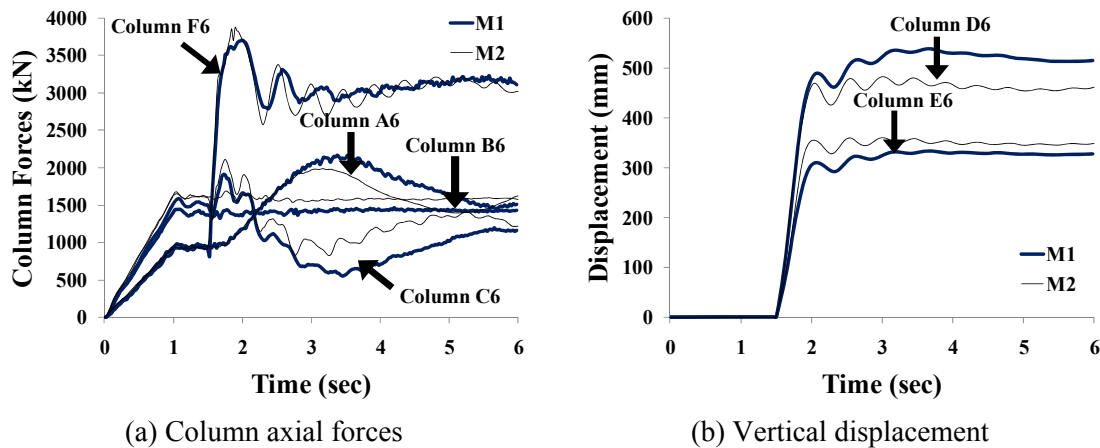 Column Forces (kN)
4000
3500
3000
2500
2000
1500
1000
500
0
0 1 2 3 4 5 6
Time (sec)
Column F6
M1
M2
Column A6
Column B6
Column C6
(a) Column axial forces
Displacement (mm)
600
500
400
300
200
100
0
0 1 2 3 4 5 6
Time (sec)
Column D6
Column E6
M1
M2
(b) Vertical displacement